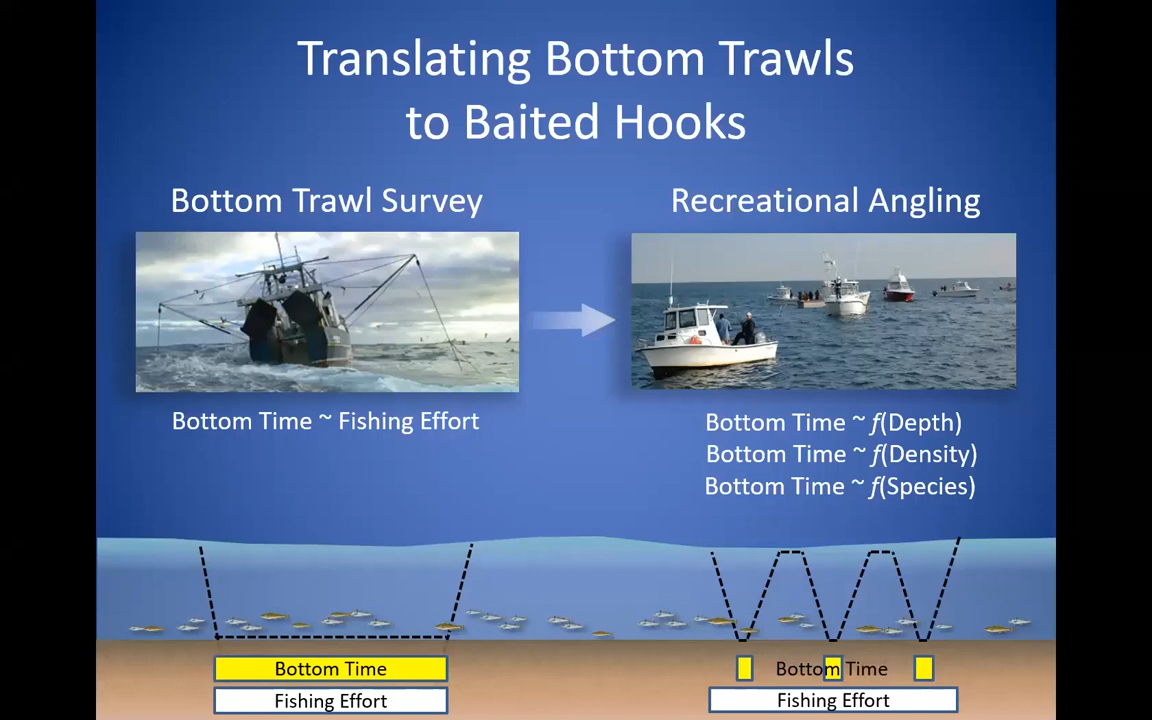 Translating Bottom Trawls
to Baited Hooks
Bottom Trawl Survey
Recreational Angling
Bottom Time ~ Fishing Effort
Bottom Time ~ f(Depth)
Bottom Time ~ f(Density)
Bottom Time ~ f(Species)
Bottom Time
Fishing Effort
Bottom Time
Fishing Effort